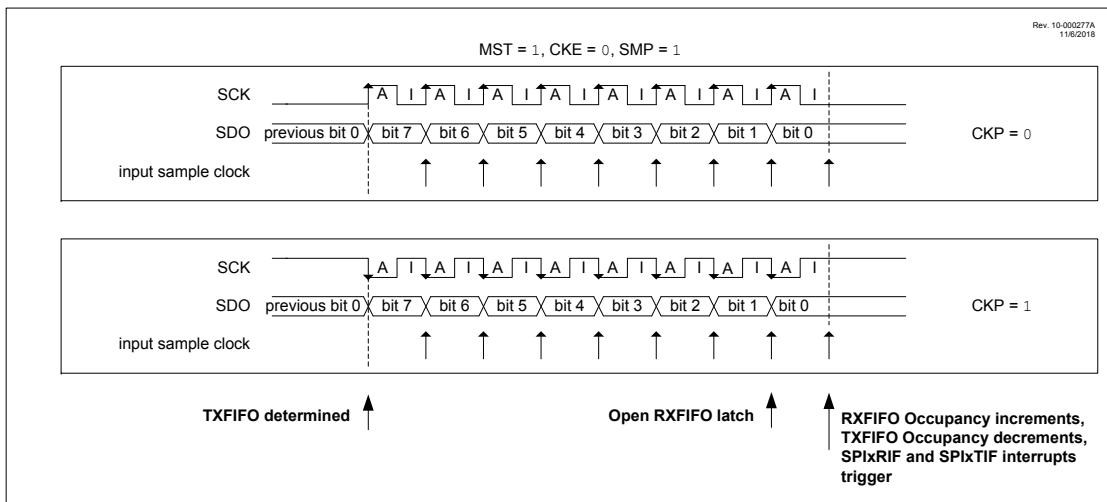 Rev. 10-000277A
11/6/2018
MST = 1, CKE = 0, SMP = 1
SCK A I A I A I A I A I A I A I A I
SDO previous bit 0 bit 7 bit 6 bit 5 bit 4 bit 3 bit 2 bit 1 bit 0 CKP = 0
input sample clock
SCK A I A I A I A I A I A I A I A I
SDO previous bit 0 bit 7 bit 6 bit 5 bit 4 bit 3 bit 2 bit 1 bit 0 CKP = 1
input sample clock
TXFIFO determined
Open RXFIFO latch
RXFIFO Occupancy increments,
TXFIFO Occupancy decrements,
SPIxRIF and SPIxTIF interrupts
trigger